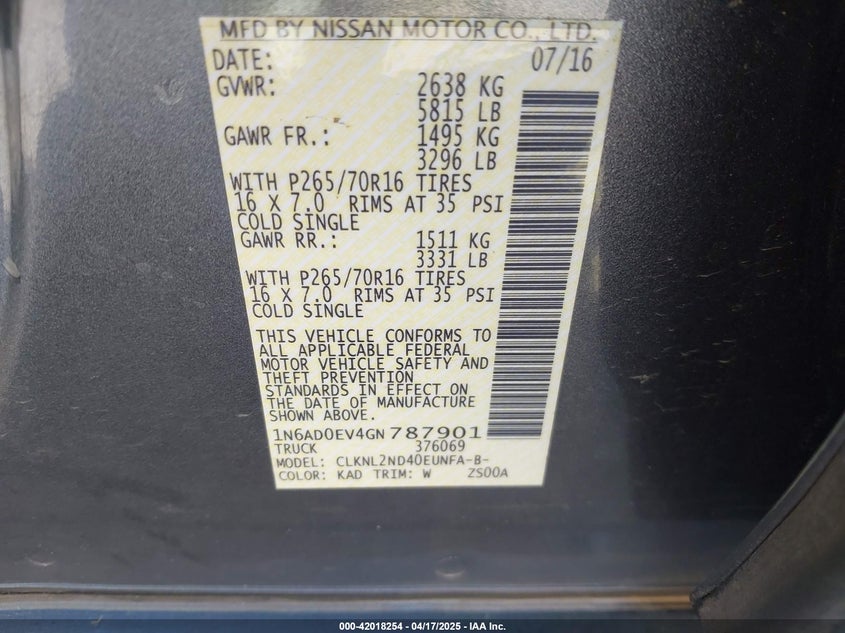 MFD BY NISSAN MOTOR CO., LTD.
DATE: 07/16
GVWR: 2638 KG
5815 LB
GAWR FR.: 1495 KG
3296 LB
WITH P265/70R16 TIRES
16 X 7.0 RIMS AT 35 PSI
COLD SINGLE
GAWR RR.: 1511 KG
3331 LB
WITH P265/70R16 TIRES
16 X 7.0 RIMS AT 35 PSI
COLD SINGLE
THIS VEHICLE CONFORMS TO
ALL APPLICABLE FEDERAL
MOTOR VEHICLE SAFETY AND
THEFT PREVENTION
STANDARDS IN EFFECT ON
THE DATE OF MANUFACTURE
SHOWN ABOVE.
1N6AD0EV4GN787901
TRUCK 376069
MODEL: CLKNL2ND40EUNFA-B-
COLOR: KAD TRIM: W ZS00A
000-42018254 - 04/17/2025 - IAA Inc.